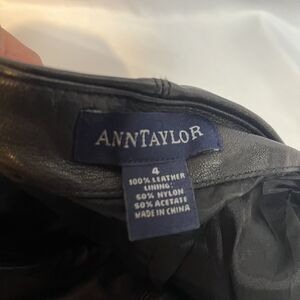 ANNTAYLOR
4
100% LEATHER
LINING:
50% NYLON
50% ACETATE
MADE IN CHINA